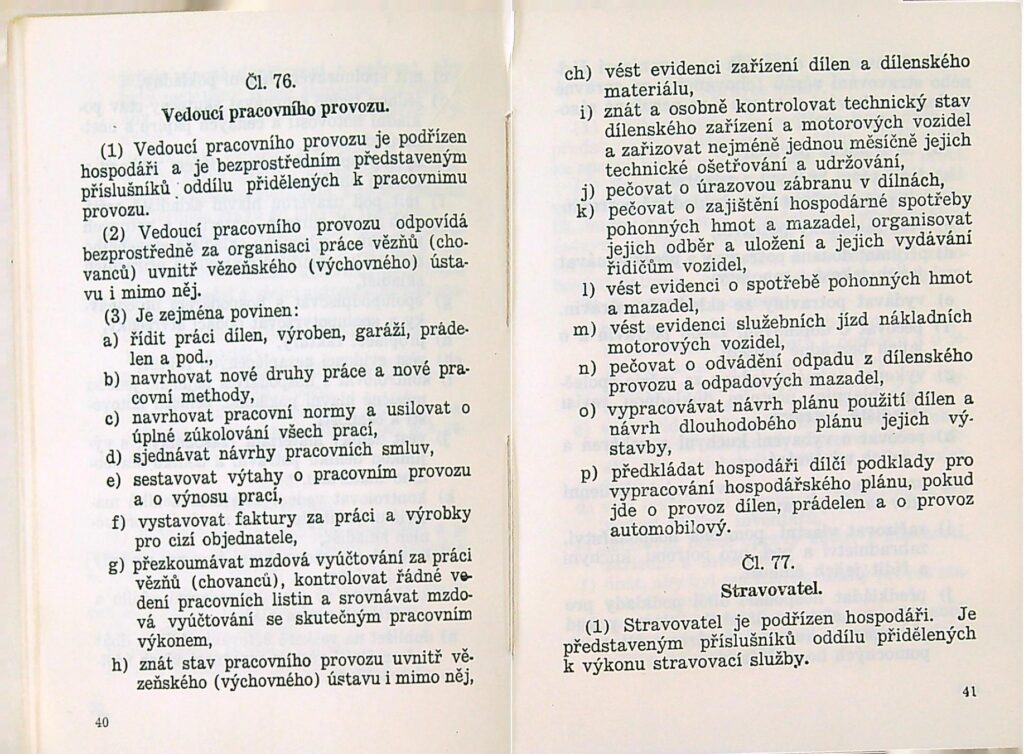 Čl. 76.
Vedoucí pracovního provozu.
(1) Vedoucí pracovního provozu je podřízen
hospodáři a je bezprostředním představeným
příslušníků oddílu přidělených k pracovnimu
provozu.
(2) Vedoucí pracovního provozu odpovídá
bezprostředně za organisaci práce vězňů (cho-
vanců) uvnitř vězeňského (výchovného) ústa-
vu i mimo něj.
(3) Je zejména povinen:
a) řídit práci dílen, výroben, garáží, práde-
len a pod.,
b) navrhovat nové druhy práce a nové pra-
covní methody,
c) navrhovat pracovní normy a usilovat o
úplné zúkolování všech prací,
d) sjednávat návrhy pracovních smluv,
e) sestavovat výtahy o pracovním provozu
a o výnosu prací,
f) vystavovat faktury za práci a výrobky
pro cizí objednatele,
g) přezkoumávat mzdová vyúčtování za práci
vězňů (chovanců), kontrolovat řádné ve-
dení pracovních listin a srovnávat mzdo-
vá vyúčtování se skutečným pracovním
výkonem,
h) znát stav pracovního provozu uvnitř vě-
zeňského (výchovného) ústavu i mimo něj,
40
ch) vést evidenci zařízení dílen a dílenského
materiálu,
i) znát a osobně kontrolovat technický stav
dílenského zařízení a motorových vozidel
a zařizovat nejméně jednou měsíčně jejich
technické ošetřování a udržování,
j) pečovat o úrazovou zábranu v dílnách,
k) pečovat o zajištění hospodárné spotřeby
pohonných hmot a mazadel, organisovat
jejich odběr a uložení a jejich vydávání
řidičům vozidel,
l) vést evidenci o spotřebě pohonných hmot
a mazadel,
m) vést evidenci služebních jízd nákladních
motorových vozidel,
n) pečovat o odvádění odpadu z dílenského
provozu a odpadových mazadel,
o) vypracovávat návrh plánu použití dílen a
návrh dlouhodobého plánu jejich vý-
stavby,
p) předkládat hospodáři dílčí podklady pro
vypracování hospodářského plánu, pokud
jde o provoz dílen, prádelen a o provoz
automobilový.
Čl. 77.
Stravovatel.
(1) Stravovatel je podřízen hospodáři. Je
představeným příslušníků oddílu přidělených
k výkonu stravovací služby.
41